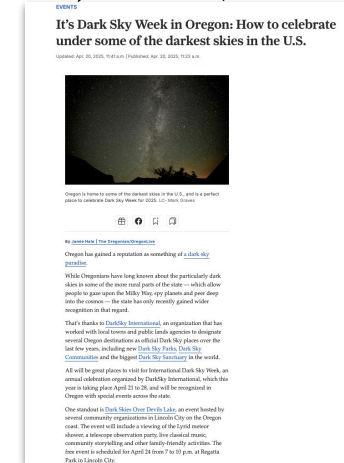 EVENTS
It's Dark Sky Week in Oregon: How to celebrate
under some of the darkest skies in the U.S.
Updated: Apr. 20, 2025, 11:41 a.m. | Published: Apr. 20, 2025, 11:23 a.m.
Oregon is home to some of the darkest skies in the U.S., and is a perfect
place to celebrate Dark Sky Week for 2025. LC- Mark Graves
By Jamie Hale | The Oregonian/OregonLive
Oregon has gained a reputation as something of a dark sky
paradise.
While Oregonians have long known about the particularly dark
skies in some of the more rural parts of the state — which allow
people to gaze upon the Milky Way, spy planets and peer deep
into the cosmos — the state has only recently gained wider
recognition in that regard.
That's thanks to DarkSky International, an organization that has
worked with local towns and public lands agencies to designate
several Oregon destinations as official Dark Sky places over the
last few years, including new Dark Sky Parks, Dark Sky
Communities and the biggest Dark Sky Sanctuary in the world.
All will be great places to visit for International Dark Sky Week, an
annual celebration organized by DarkSky International, which this
year is taking place April 21 to 28, and will be recognized in
Oregon with special events across the state.
One standout is Dark Skies Over Devils Lake, an event hosted by
several community organizations in Lincoln City on the Oregon
coast. The event will include a viewing of the Lyrid meteor
shower, a telescope observation party, live classical music,
community storytelling and other family-friendly activities. The
free event is scheduled for April 24 from 7 to 10 p.m. at Regatta
Park in Lincoln City.